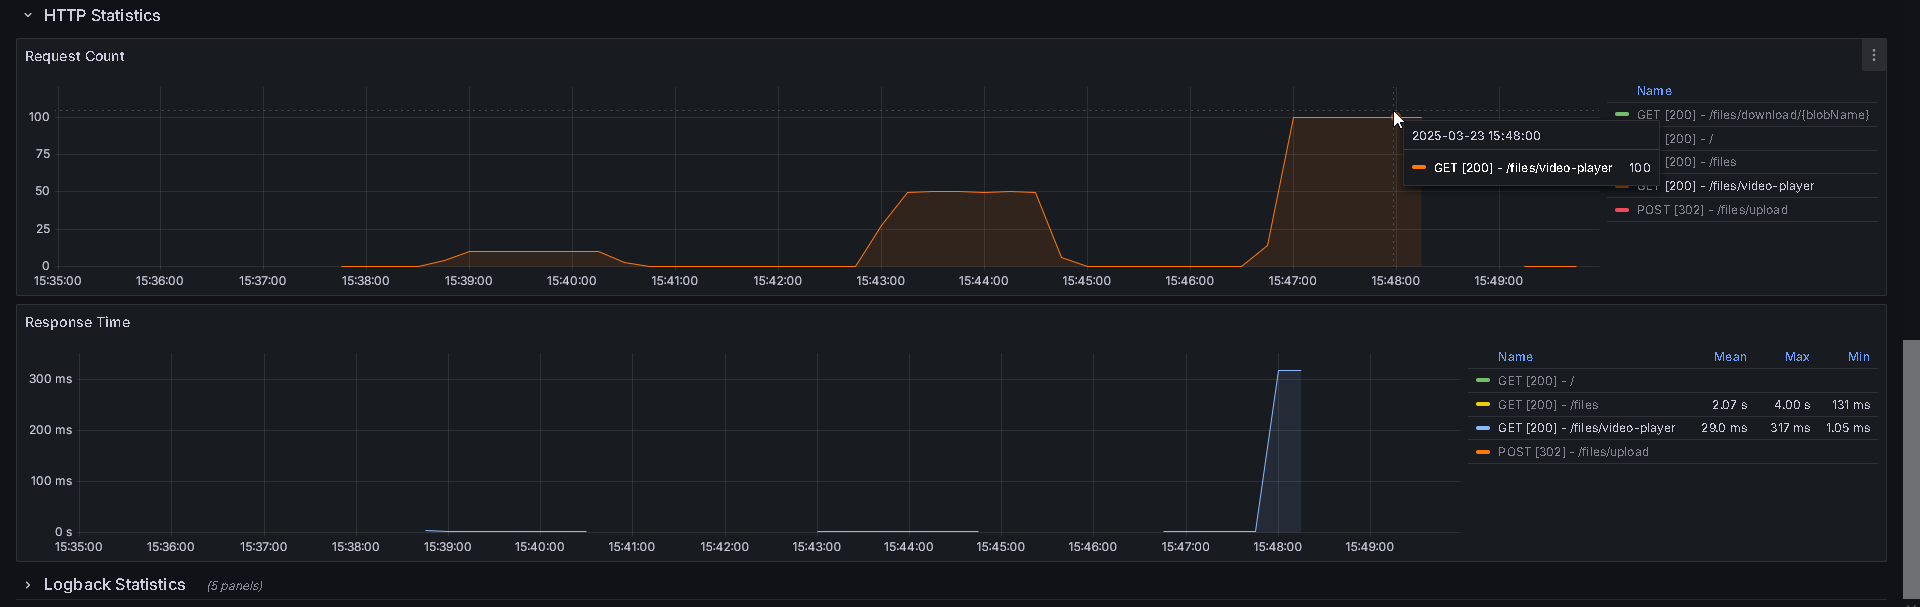 HTTP Statistics
Request Count
100
75
50
25
0
15:35:00 15:36:00 15:37:00 15:38:00 15:39:00 15:40:00 15:41:00 15:42:00 15:43:00 15:44:00 15:45:00 15:46:00 15:47:00 15:48:00 15:49:00
Name
GET [200] - /files/download/{blobName}
[200] - /
[200] - /files
GET [200] - /files/video-player
POST [302] - /files/upload
2025-03-23 15:48:00
GET [200] - /files/video-player 100
Response Time
300 ms
200 ms
100 ms
0 s
15:35:00 15:36:00 15:37:00 15:38:00 15:39:00 15:40:00 15:41:00 15:42:00 15:43:00 15:44:00 15:45:00 15:46:00 15:47:00 15:48:00 15:49:00
Name Mean Max Min
GET [200] - /
GET [200] - /files 2.07 s 4.00 s 131 ms
GET [200] - /files/video-player 29.0 ms 317 ms 1.05 ms
POST [302] - /files/upload
Logback Statistics (5 panels)